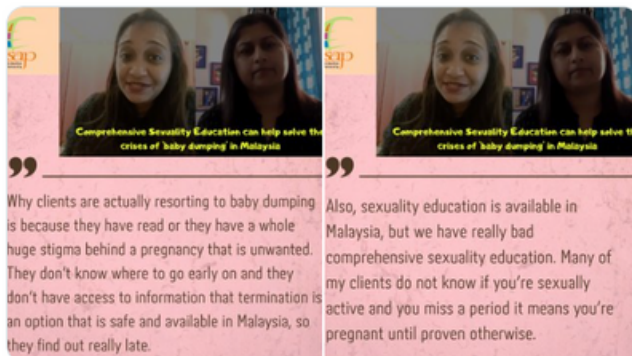 sap
Comprehensive Sexuality Education can help solve the
crises of 'baby dumping' in Malaysia
"
Why clients are actually resorting to baby dumping
is because they have read or they have a whole
huge stigma behind a pregnancy that is unwanted.
They don't know where to go early on and they
don't have access to information that termination is
an option that is safe and available in Malaysia, so
they find out really late.
Comprehensive Sexuality Education can help solve
crises of 'baby dumping' in Malaysia
"
Also, sexuality education is available in
Malaysia, but we have really bad
comprehensive sexuality education. Many of
my clients do not know if you're sexually
active and you miss a period it means you're
pregnant until proven otherwise.